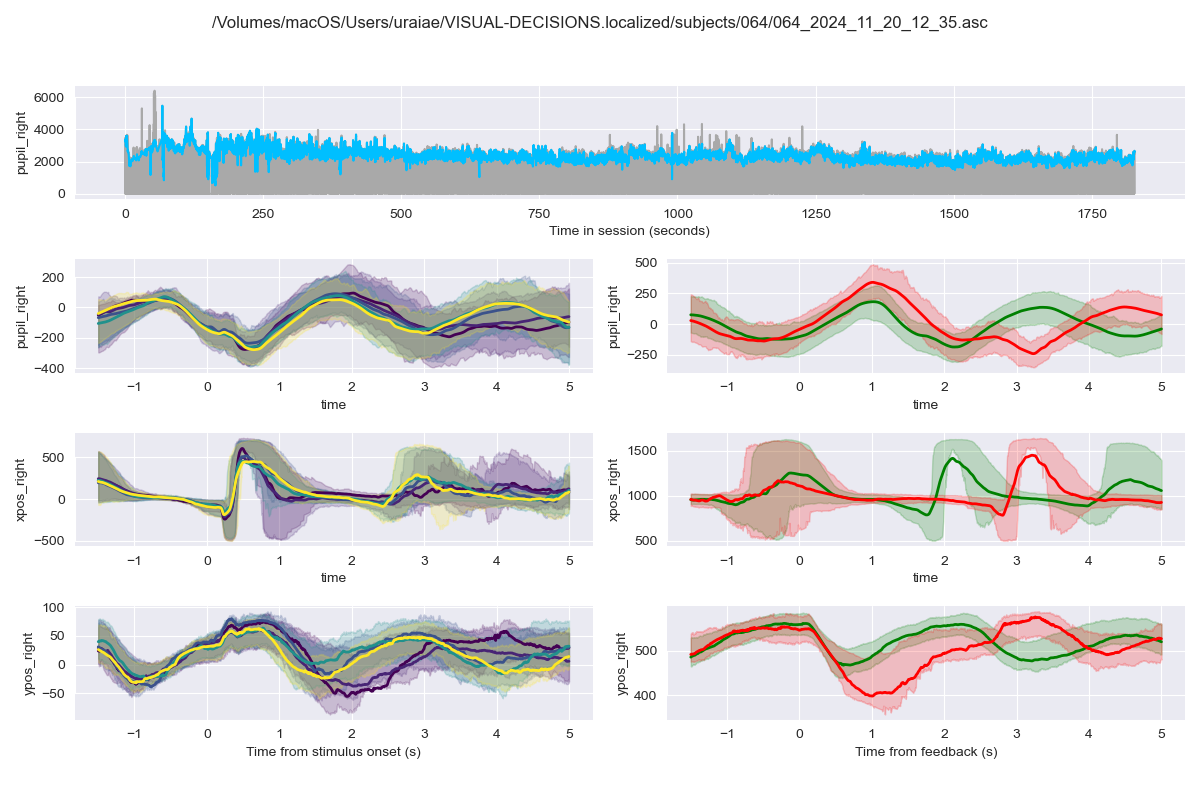 /Volumes/macOS/Users/uraiae/VISUAL-DECISIONS.localized/subjects/064/064_2024_11_20_12_35.asc
pupil_right
6000
4000
2000
0
0 250 500 750 1000 1250 1500 1750
Time in session (seconds)
pupil_right
200
0
−200
−400
−1 0 1 2 3 4 5
time
pupil_right
500
250
0
−250
−1 0 1 2 3 4 5
time
xpos_right
500
0
−500
−1 0 1 2 3 4 5
time
xpos_right
1500
1000
500
−1 0 1 2 3 4 5
time
ypos_right
100
50
0
−50
−1 0 1 2 3 4 5
Time from stimulus onset (s)
ypos_right
500
400
−1 0 1 2 3 4 5
Time from feedback (s)